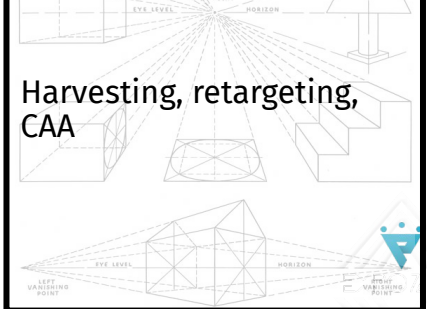 EYE LEVEL HORIZON
Harvesting, retargeting,
CAA
EYE LEVEL HORIZON
LEFT
VANISHING
POINT
RIGHT
VANISHING
POINT